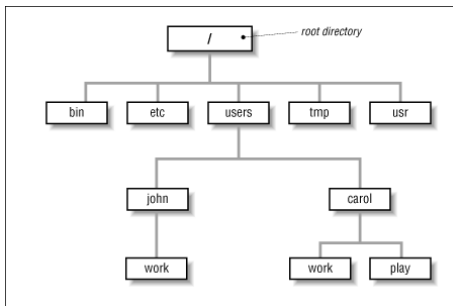 /
root directory
bin etc users tmp usr
john carol
work work play